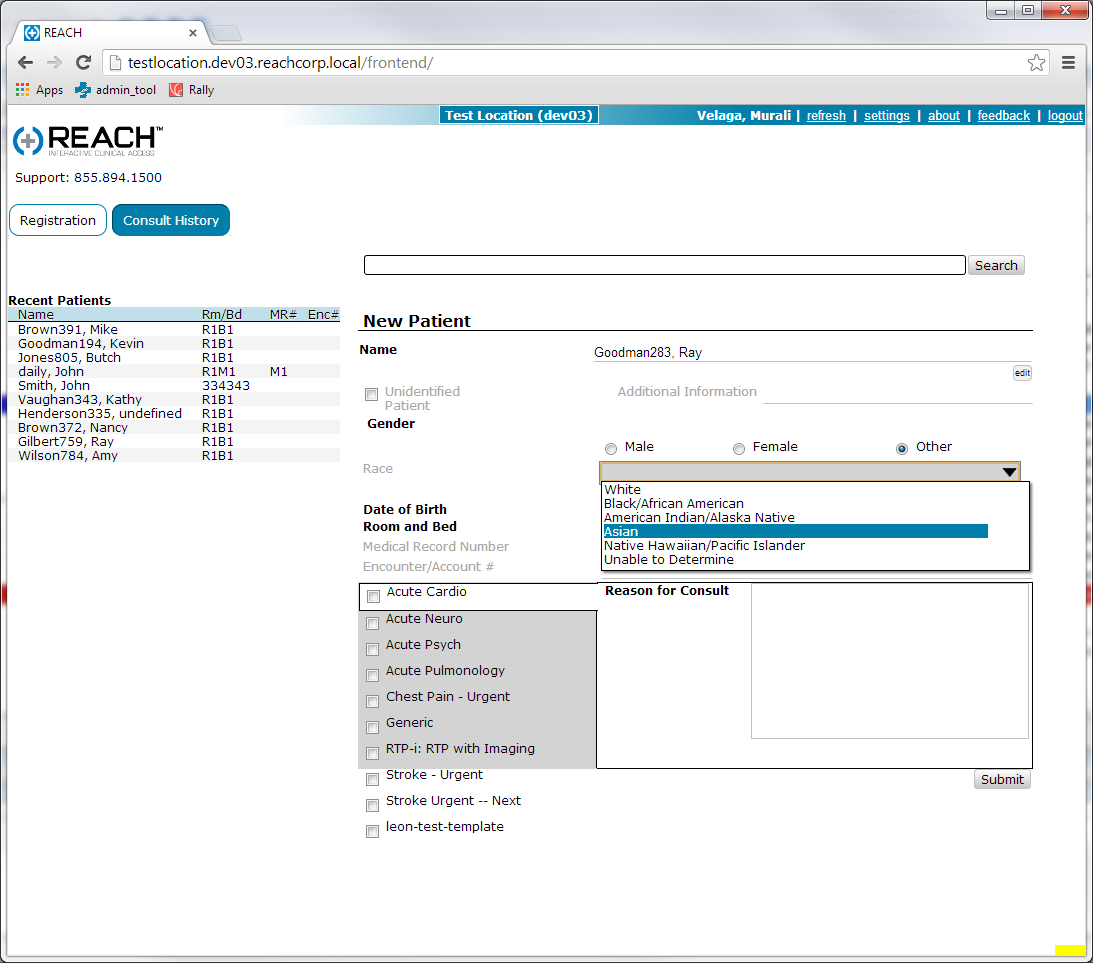 REACH
testlocation.dev03.reachcorp.local/frontend/
Apps admin_tool Rally
Test Location (dev03) Velaga, Murali | refresh | settings | about | feedback | logout
REACH™
INTERACTIVE CLINICAL ACCESS
Support: 855.894.1500
Registration Consult History
Search
Recent Patients
Name Rm/Bd MR# Enc#
Brown391, Mike R1B1
Goodman194, Kevin R1B1
Jones805, Butch R1B1
daily, John R1M1 M1
Smith, John 334343
Vaughan343, Kathy R1B1
Henderson335, undefined R1B1
Brown372, Nancy R1B1
Gilbert759, Ray R1B1
Wilson784, Amy R1B1
New Patient
Name Goodman283, Ray
edit
Unidentified Patient Additional Information
Gender
Male Female Other
Race
White
Black/African American
American Indian/Alaska Native
Asian
Native Hawaiian/Pacific Islander
Unable to Determine
Date of Birth
Room and Bed
Medical Record Number
Encounter/Account #
Acute Cardio
Acute Neuro
Acute Psych
Acute Pulmonology
Chest Pain - Urgent
Generic
RTP-i: RTP with Imaging
Stroke - Urgent
Stroke Urgent -- Next
leon-test-template
Reason for Consult
Submit